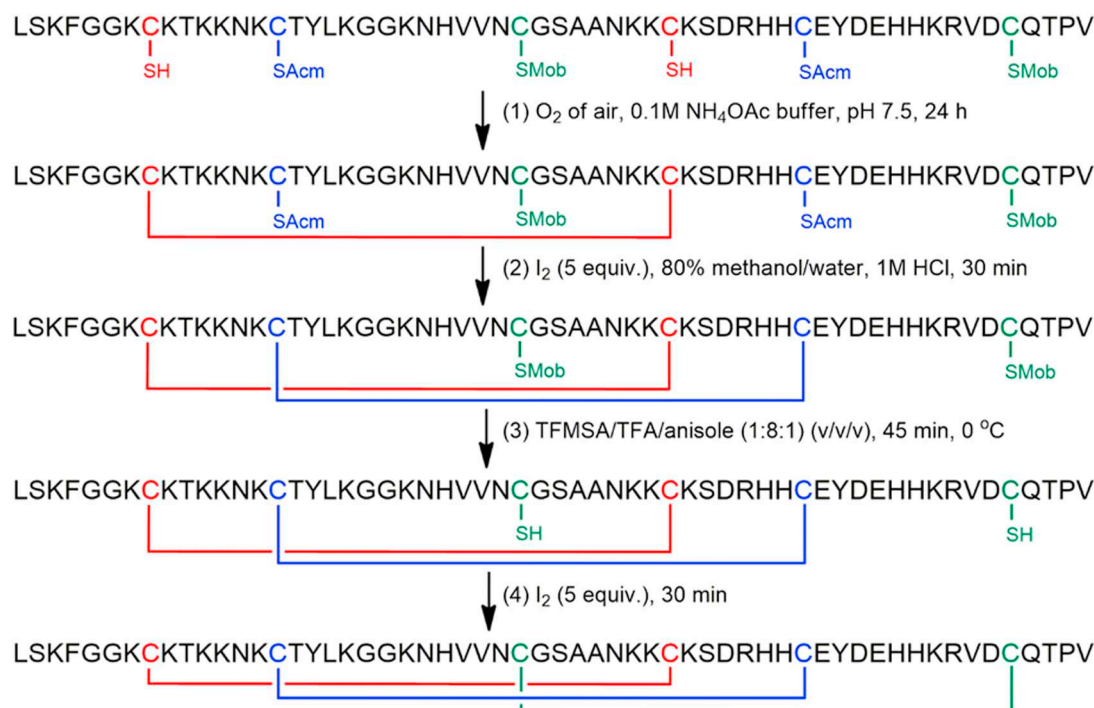 LSKFGGKCKTKKNKCTYLKGGKNHVVNCGSAANKKCKSDRHHCEYDEHHKRVDCQTPV
SH SAcm SMob SH SAcm SMob
(1) O₂ of air, 0.1M NH₄OAc buffer, pH 7.5, 24 h
LSKFGGKCKTKKNKCTYLKGGKNHVVNCGSAANKKCKSDRHHCEYDEHHKRVDCQTPV
SAcm SMob SAcm SMob
(2) I₂ (5 equiv.), 80% methanol/water, 1M HCl, 30 min
LSKFGGKCKTKKNKCTYLKGGKNHVVNCGSAANKKCKSDRHHCEYDEHHKRVDCQTPV
SMob SMob
(3) TFMSA/TFA/anisole (1:8:1) (v/v/v), 45 min, 0 ᵒC
LSKFGGKCKTKKNKCTYLKGGKNHVVNCGSAANKKCKSDRHHCEYDEHHKRVDCQTPV
SH SH
(4) I₂ (5 equiv.), 30 min
LSKFGGKCKTKKNKCTYLKGGKNHVVNCGSAANKKCKSDRHHCEYDEHHKRVDCQTPV